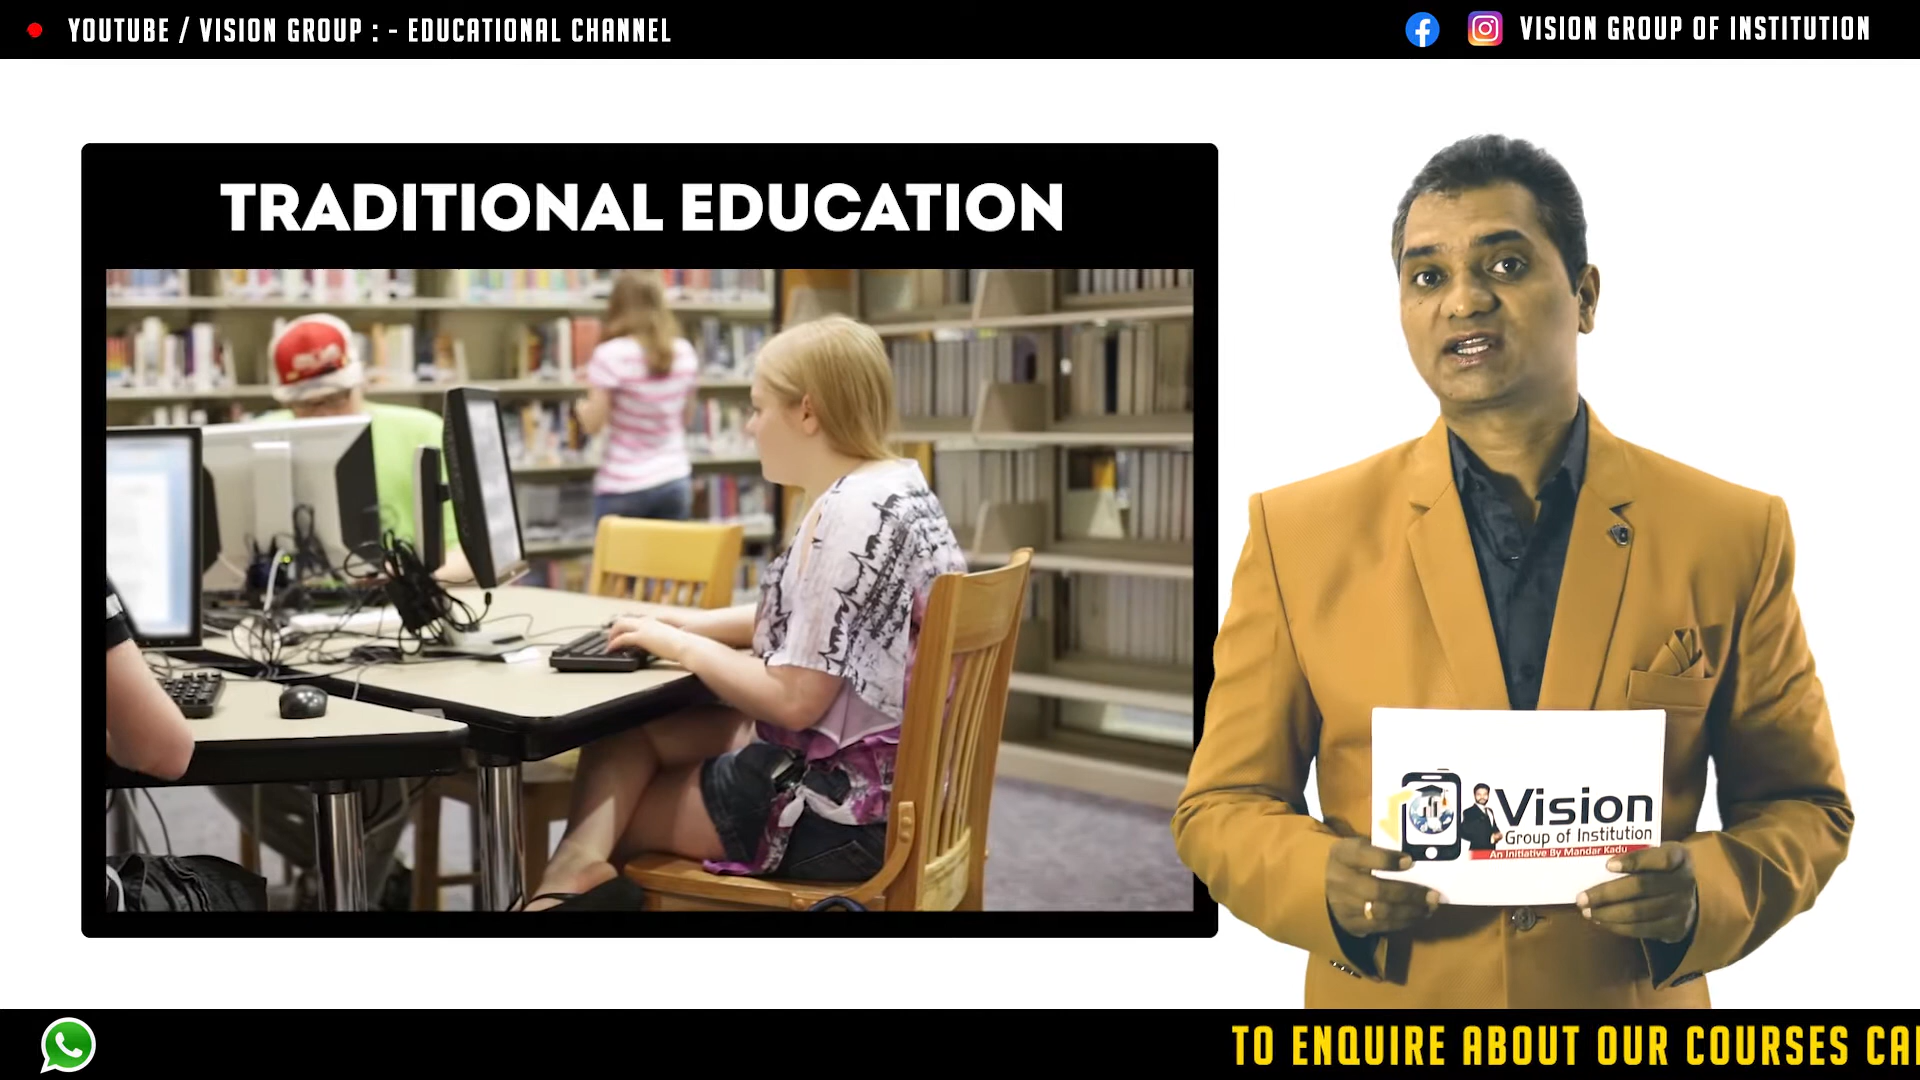 YOUTUBE / VISION GROUP : - EDUCATIONAL CHANNEL
VISION GROUP OF INSTITUTION
TRADITIONAL EDUCATION
Vision
Group of Institution
An Initiative By Mandar Kadu
TO ENQUIRE ABOUT OUR COURSES